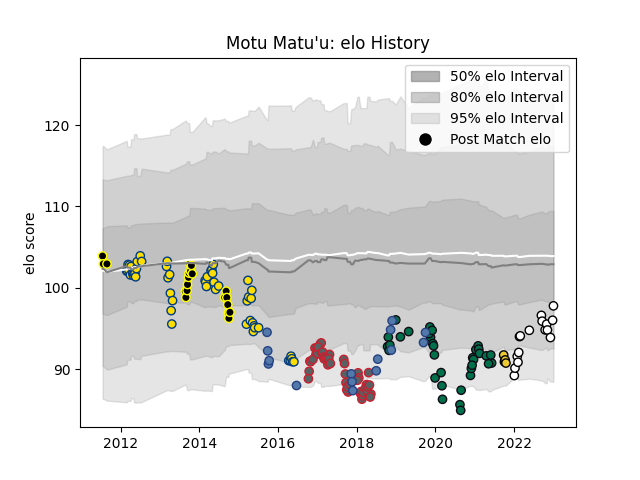 Motu Matu'u: elo History
50% elo Interval
80% elo Interval
95% elo Interval
Post Match elo
elo score
120
110
100
90
2012
2014
2016
2018
2020
2022